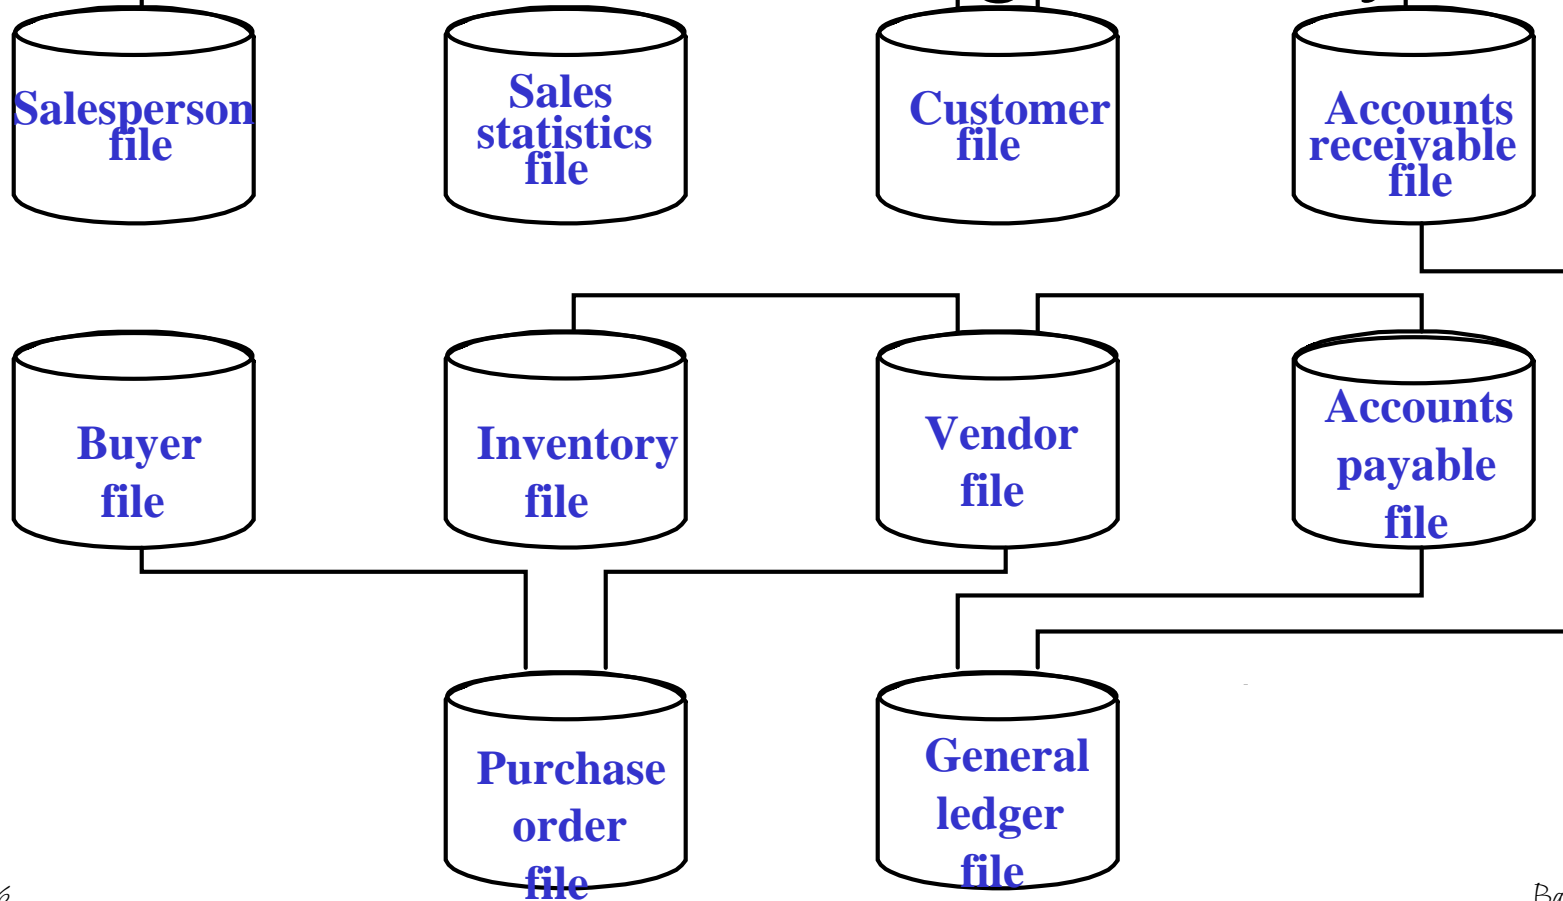 Salesperson
file
Sales
statistics
file
Customer
file
Accounts
receivable
file
Buyer
file
Inventory
file
Vendor
file
Accounts
payable
file
Purchase
order
file
General
ledger
file